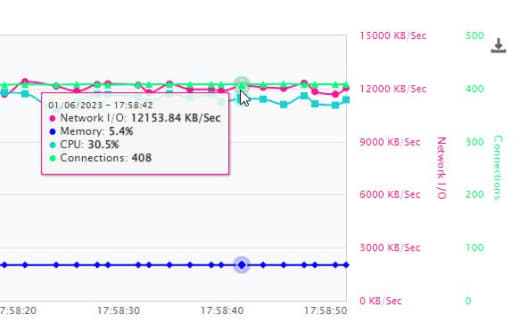 15000 KB/Sec
500
12000 KB/Sec
400
01/06/2023 - 17:58:42
Network I/O: 12153.84 KB/Sec
Memory: 5.4%
CPU: 30.5%
Connections: 408
9000 KB/Sec
300
Network I/O
Connections
6000 KB/Sec
200
3000 KB/Sec
100
0 KB/Sec
0
7:58:20
17:58:30
17:58:40
17:58:50